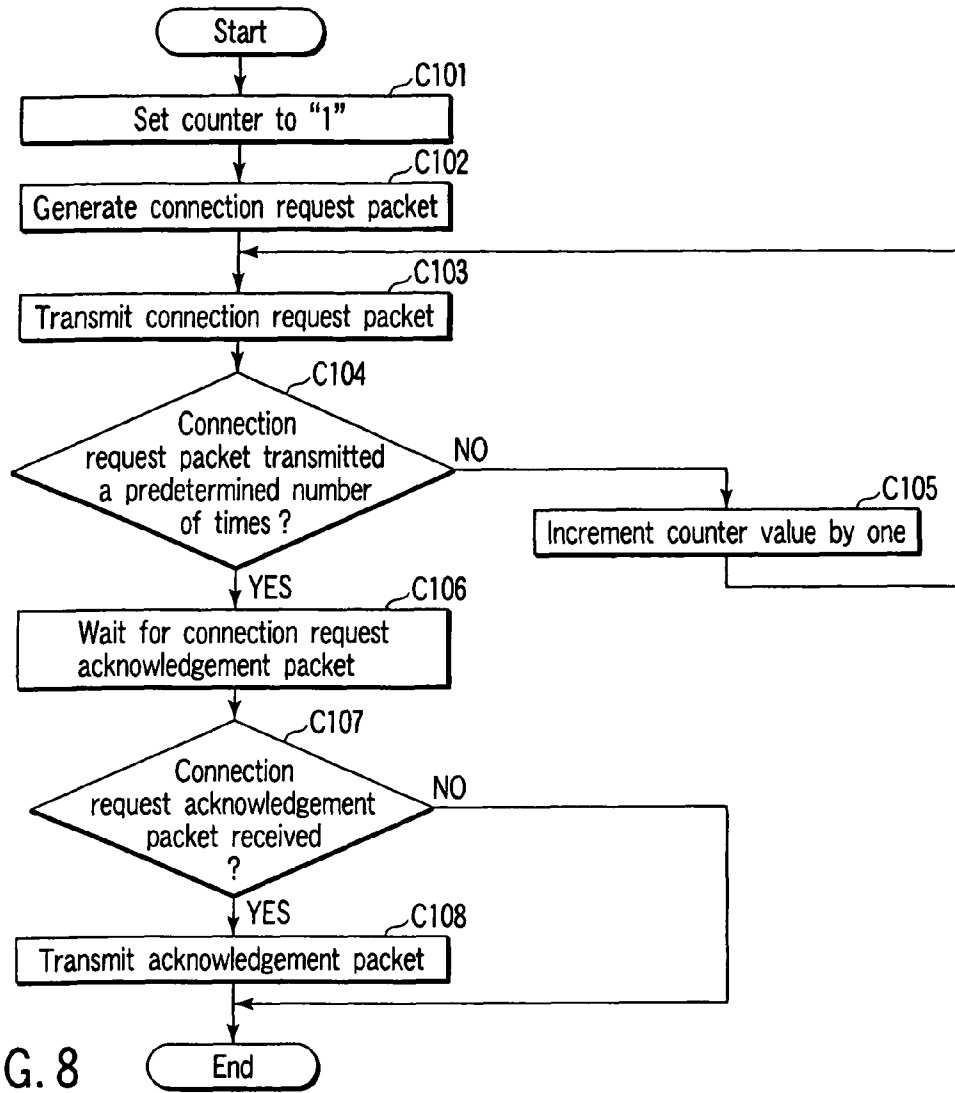 Start
C101
Set counter to “1”
C102
Generate connection request packet
C103
Transmit connection request packet
C104
Connection
request packet transmitted
a predetermined number
of times ?
NO
C105
Increment counter value by one
YES
C106
Wait for connection request
acknowledgement packet
C107
Connection
request acknowledgement
packet received
?
NO
YES
C108
Transmit acknowledgement packet
End
G. 8